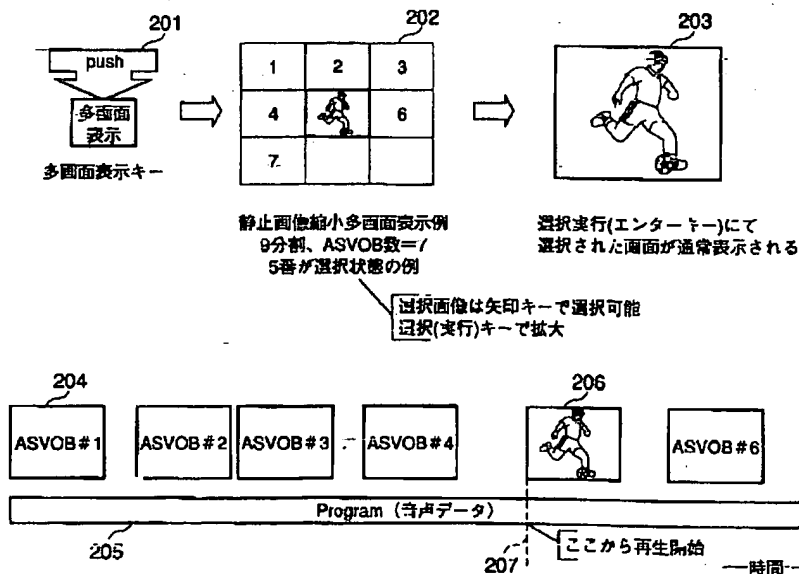 201
push
多画面
表示
多画面表示キー
202
1 2 3
4 6
7
静止画像縮小多画面表示例
9分割、ASVOB数=7
5番が選択状態の例
選択画像は矢印キーで選択可能
選択(実行)キーで拡大
203
選択実行(エンターキー)にて
選択された画面が通常表示される
204
206
ASVOB#1 ASVOB#2 ASVOB#3 ASVOB#4 ASVOB#6
Program (音声データ)
205
207
ここから再生開始
時間